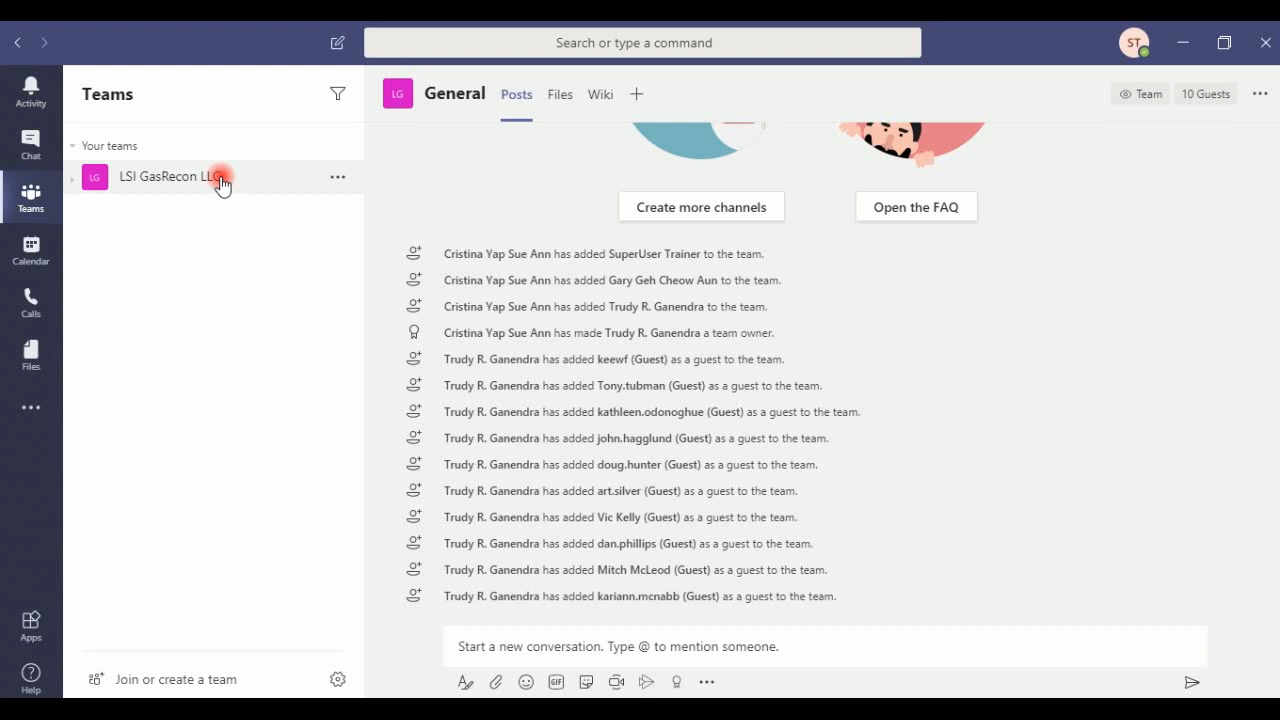 Search or type a command
ST
Activity
Chat
Teams
Calendar
Calls
Files
Apps
Help
Teams
Your teams
LG
LSI GasRecon LLC
Join or create a team
LG
General
Posts
Files
Wiki
Team
10 Guests
Create more channels
Open the FAQ
Cristina Yap Sue Ann has added SuperUser Trainer to the team.
Cristina Yap Sue Ann has added Gary Geh Cheow Aun to the team.
Cristina Yap Sue Ann has added Trudy R. Ganendra to the team.
Cristina Yap Sue Ann has made Trudy R. Ganendra a team owner.
Trudy R. Ganendra has added keewf (Guest) as a guest to the team.
Trudy R. Ganendra has added Tony.tubman (Guest) as a guest to the team.
Trudy R. Ganendra has added kathleen.odonoghue (Guest) as a guest to the team.
Trudy R. Ganendra has added john.hagglund (Guest) as a guest to the team.
Trudy R. Ganendra has added doug.hunter (Guest) as a guest to the team.
Trudy R. Ganendra has added art.silver (Guest) as a guest to the team.
Trudy R. Ganendra has added Vic Kelly (Guest) as a guest to the team.
Trudy R. Ganendra has added dan.phillips (Guest) as a guest to the team.
Trudy R. Ganendra has added Mitch McLeod (Guest) as a guest to the team.
Trudy R. Ganendra has added kariann.mcnabb (Guest) as a guest to the team.
Start a new conversation. Type @ to mention someone.
GIF